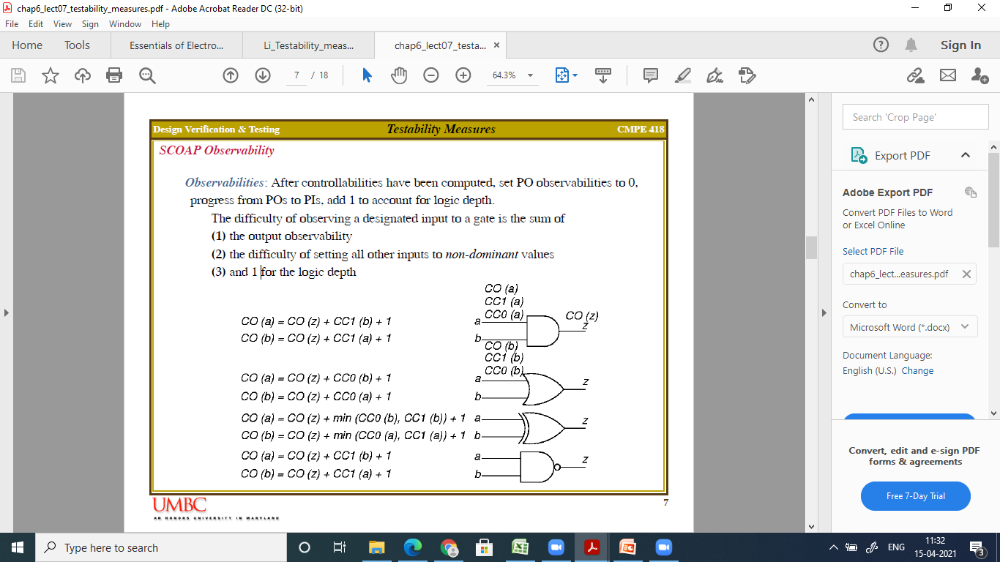 chap6_lect07_testability_measures.pdf - Adobe Acrobat Reader DC (32-bit)
File Edit View Sign Window Help
Home Tools Essentials of Electro... Li_Testability_meas... chap6_lect07_testa... × Sign In
7 / 18 64.3%
Design Verification & Testing Testability Measures CMPE 418
SCOAP Observability
Observabilities: After controllabilities have been computed, set PO observabilities to 0,
progress from POs to PIs, add 1 to account for logic depth.
The difficulty of observing a designated input to a gate is the sum of
(1) the output observability
(2) the difficulty of setting all other inputs to non-dominant values
(3) and 1 for the logic depth
CO (a)
CC1 (a)
CC0 (a) CO (z)
CO (a) = CO (z) + CC1 (b) + 1 a z
CO (b) = CO (z) + CC1 (a) + 1 b
CO (b)
CC1 (b)
CC0 (b)
CO (a) = CO (z) + CC0 (b) + 1 a z
CO (b) = CO (z) + CC0 (a) + 1 b
CO (a) = CO (z) + min (CC0 (b), CC1 (b)) + 1 a z
CO (b) = CO (z) + min (CC0 (a), CC1 (a)) + 1 b
CO (a) = CO (z) + CC1 (b) + 1 a z
CO (b) = CO (z) + CC1 (a) + 1 b
UMBC 7
AN HONORS UNIVERSITY IN MARYLAND
Search 'Crop Page'
Export PDF
Adobe Export PDF
Convert PDF Files to Word
or Excel Online
Select PDF File
chap6_lect...easures.pdf
Convert to
Microsoft Word (*.docx)
Document Language:
English (U.S.) Change
Convert, edit and e-sign PDF
forms & agreements
Free 7-Day Trial
Type here to search
ENG
11:32
15-04-2021
3